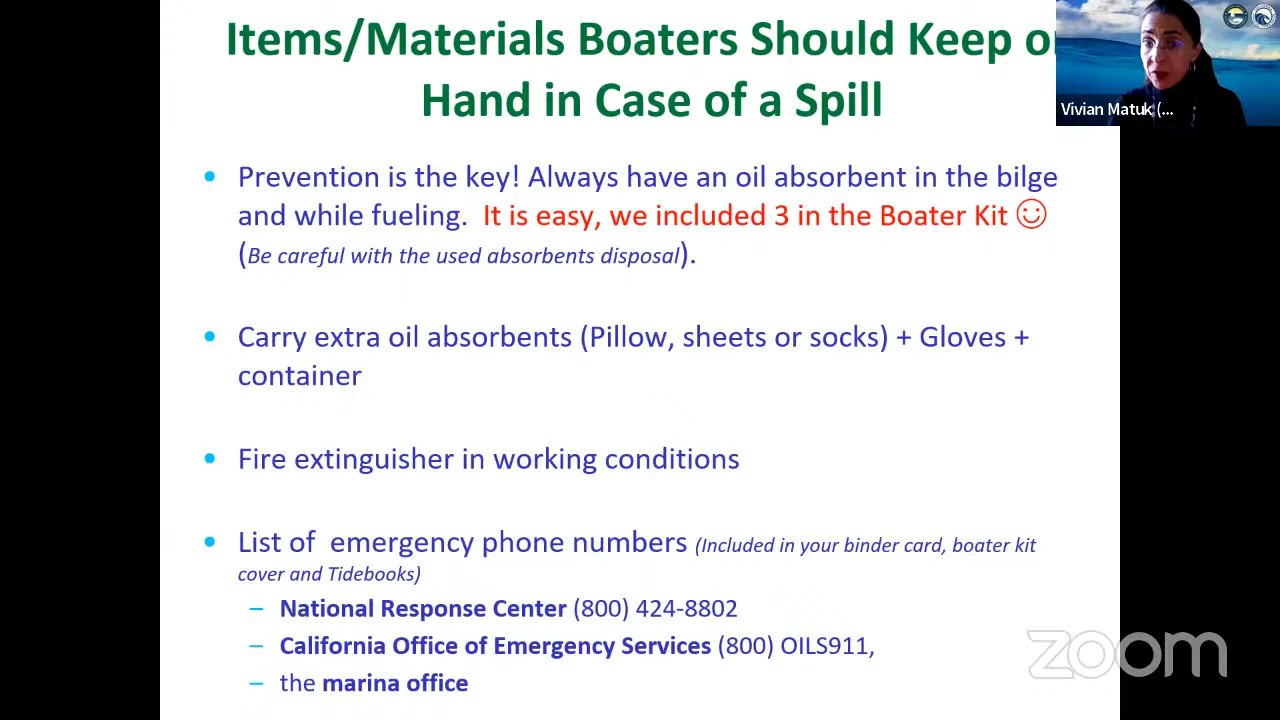 Items/Materials Boaters Should Keep on
Hand in Case of a Spill
Vivian Matuk (...
• Prevention is the key! Always have an oil absorbent in the bilge
and while fueling.  It is easy, we included 3 in the Boater Kit ☺
(Be careful with the used absorbents disposal).
• Carry extra oil absorbents (Pillow, sheets or socks) + Gloves +
container
• Fire extinguisher in working conditions
• List of  emergency phone numbers (Included in your binder card, boater kit
cover and Tidebooks)
– National Response Center (800) 424-8802
– California Office of Emergency Services (800) OILS911,
– the marina office
zoom